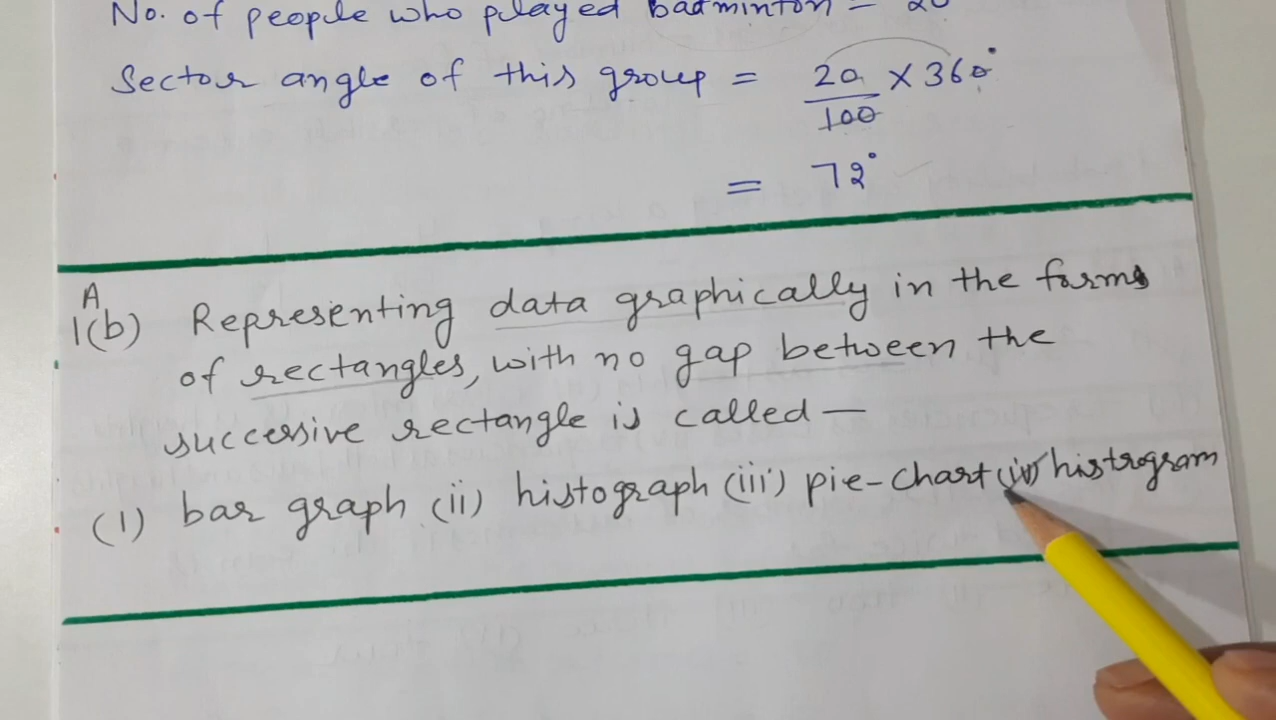 No. of people who played badminton = 20
Sector angle of this group = 20/100 × 360°
= 72°
A
1(b) Representing data graphically in the forms
of rectangles, with no gap between the
successive rectangle is called —
(i) bar graph (ii) histograph (iii) pie-chart (iv) histrogram